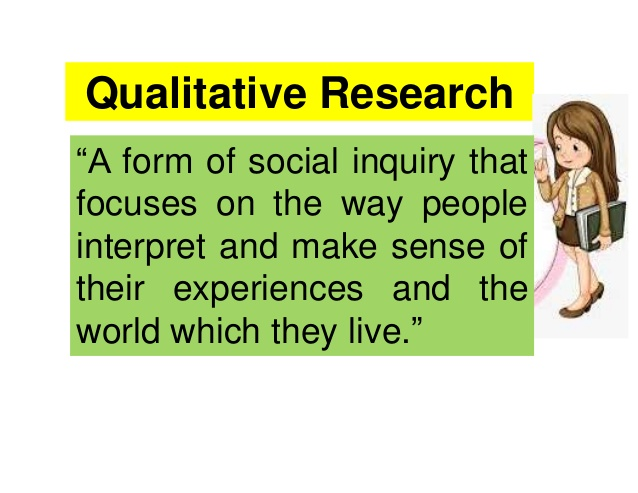 Qualitative Research
“A form of social inquiry that
focuses on the way people
interpret and make sense of
their experiences and the
world which they live.”